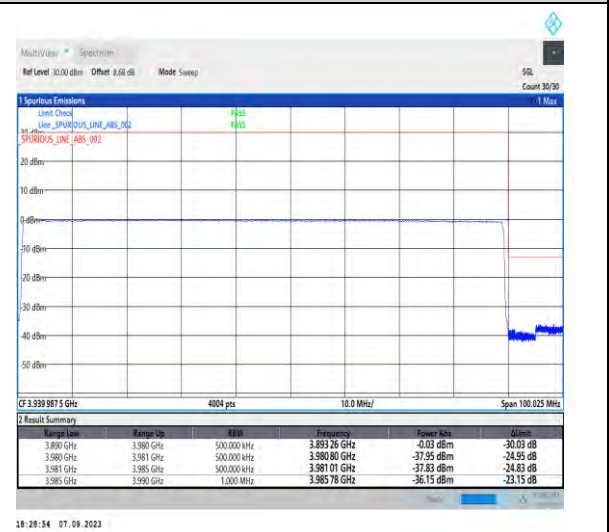 MultiView Spectrum
Ref Level 30.00 dBm Offset 8.68 dB Mode Sweep SGL
Count 30/30
1 Spurious Emissions 1 Max
Limit Check PASS
Line _SPURIOUS_LINE_ABS_002 PASS
_SPURIOUS_LINE_ABS_002
20 dBm
10 dBm
0 dBm
-10 dBm
-20 dBm
-30 dBm
-40 dBm
-50 dBm
CF 3.939 987 5 GHz 4004 pts 10.0 MHz/ Span 100.025 MHz
2 Result Summary
Range Low Range Up RBW Frequency Power Abs ΔLimit
3.890 GHz 3.980 GHz 500.000 kHz 3.893 26 GHz -0.03 dBm -30.03 dB
3.980 GHz 3.981 GHz 500.000 kHz 3.980 80 GHz -37.95 dBm -24.95 dB
3.981 GHz 3.985 GHz 500.000 kHz 3.981 01 GHz -37.83 dBm -24.83 dB
3.985 GHz 3.990 GHz 1.000 MHz 3.985 78 GHz -36.15 dBm -23.15 dB
18:28:54 07.09.2023